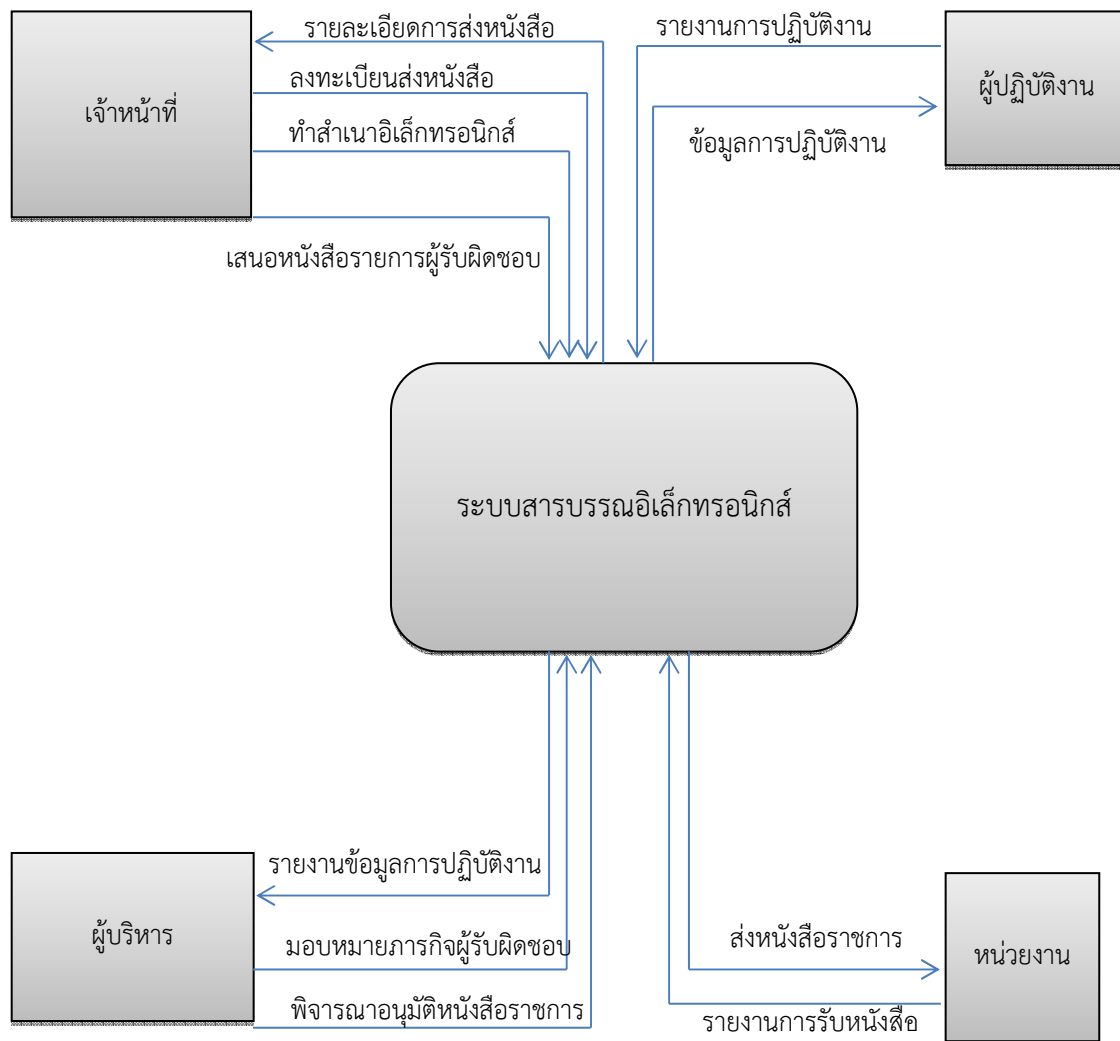 รายละเอียดการส่งหนังสือ
ลงทะเบียนส่งหนังสือ
เจ้าหน้าที่
ทำสำเนาอิเล็กทรอนิกส์
เสนอหนังสือรายการผู้รับผิดชอบ
รายงานการปฏิบัติงาน
ผู้ปฏิบัติงาน
ข้อมูลการปฏิบัติงาน
ระบบสารบรรณอิเล็กทรอนิกส์
รายงานข้อมูลการปฏิบัติงาน
ผู้บริหาร
มอบหมายภารกิจผู้รับผิดชอบ
พิจารณาอนุมัติหนังสือราชการ
ส่งหนังสือราชการ
หน่วยงาน
รายงานการรับหนังสือ